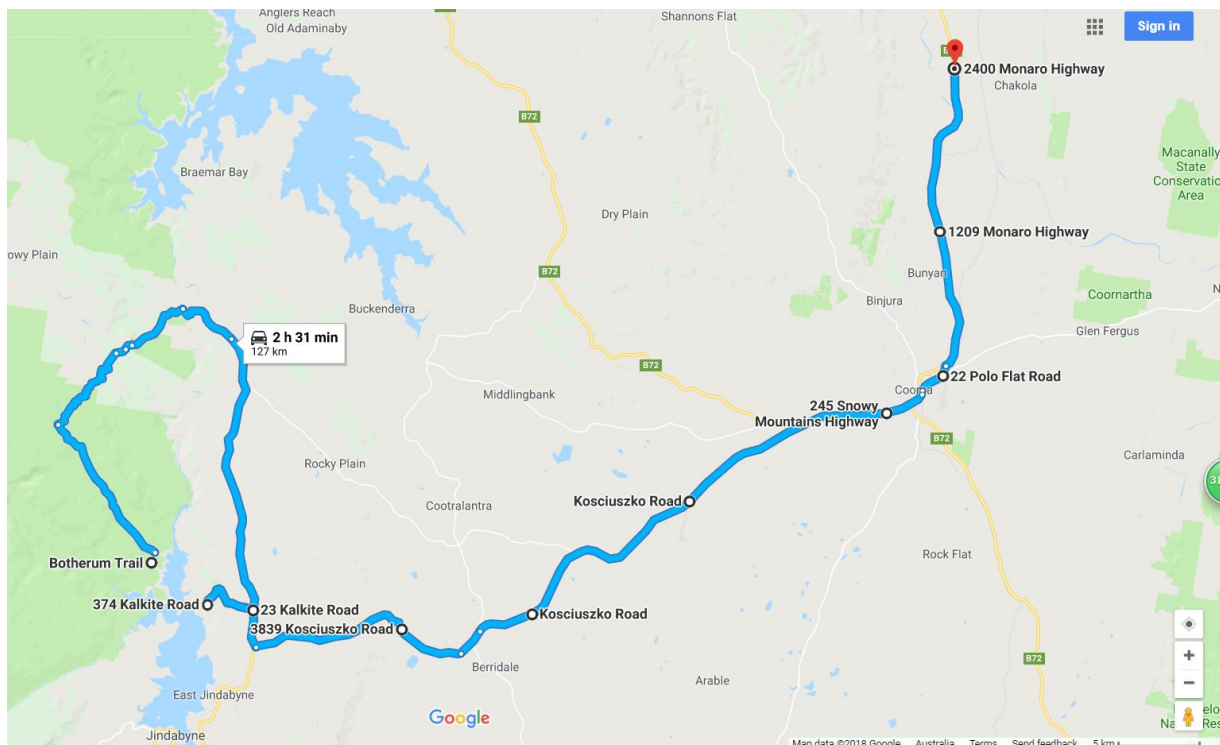 Anglers Reach
Old Adaminaby
Shannons Flat
Sign in
2400 Monaro Highway
Chakola
B72
Macanally
State
Conservation
Area
Braemar Bay
Dry Plain
1209 Monaro Highway
owy Plain
B72
Bunyan
Coornartha
Buckenderra
Binjura
Glen Fergus
2 h 31 min
127 km
B72
22 Polo Flat Road
Middlingbank
Cooma
245 Snowy
Mountains Highway
B72
Carlaminda
Rocky Plain
Kosciuszko Road
Cootralantra
Rock Flat
Botherum Trail
374 Kalkite Road
23 Kalkite Road
Kosciuszko Road
3839 Kosciuszko Road
B72
Berridale
Arable
East Jindabyne
Google
Jindabyne
Map data ©2018 Google Australia Terms Send feedback 5 km